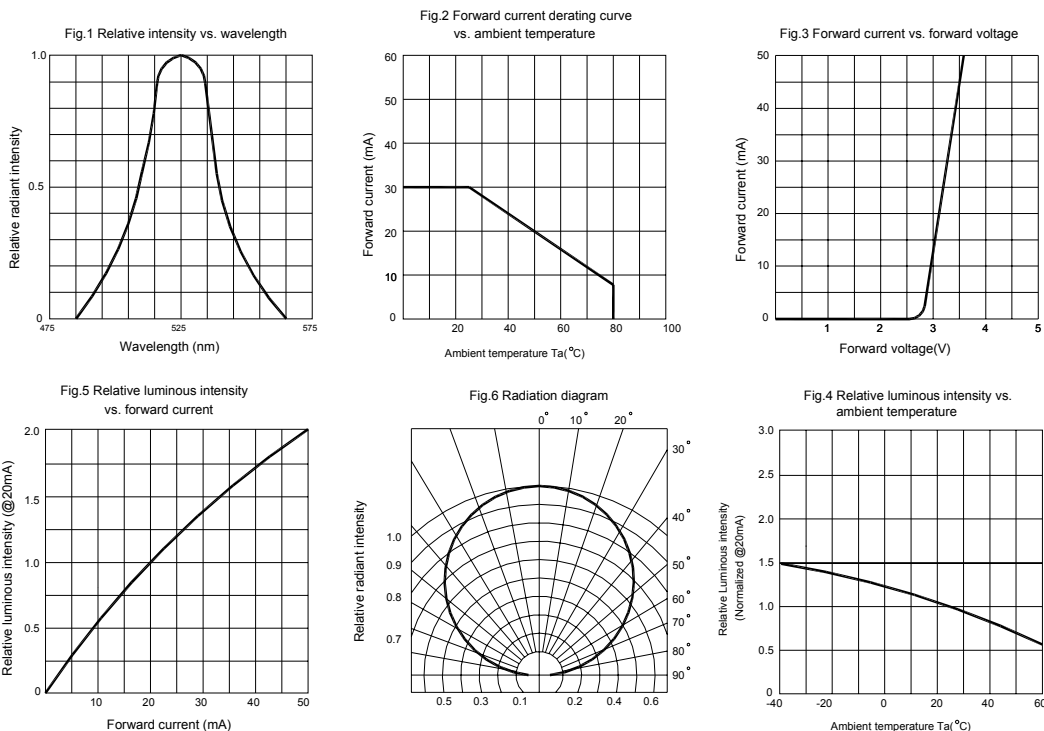 Fig.1 Relative intensity vs. wavelength
1.0
0.5
0
475
525
575
Relative radiant intensity
Wavelength (nm)
Fig.2 Forward current derating curve
vs. ambient temperature
60
50
40
30
20
10
0
20
40
60
80
100
Forward current (mA)
Ambient temperature Ta(°C)
Fig.3 Forward current vs. forward voltage
50
40
30
20
10
0
1
2
3
4
5
Forward current (mA)
Forward voltage(V)
Fig.5 Relative luminous intensity
vs. forward current
2.0
1.5
1.0
0.5
0
10
20
30
40
50
Relative luminous intensity (@20mA)
Forward current (mA)
Fig.6 Radiation diagram
0° 10° 20°
30°
40°
50°
60°
70°
80°
90°
1.0
0.9
0.8
0.7
0.5 0.3 0.1 0.2 0.4 0.6
Relative radiant intensity
Fig.4 Relative luminous intensity vs.
ambient temperature
3.0
2.5
2.0
1.5
1.0
0.5
0
-40
-20
0
20
40
60
Relative Luminous intensity
(Normalized @20mA)
Ambient temperature Ta(°C)